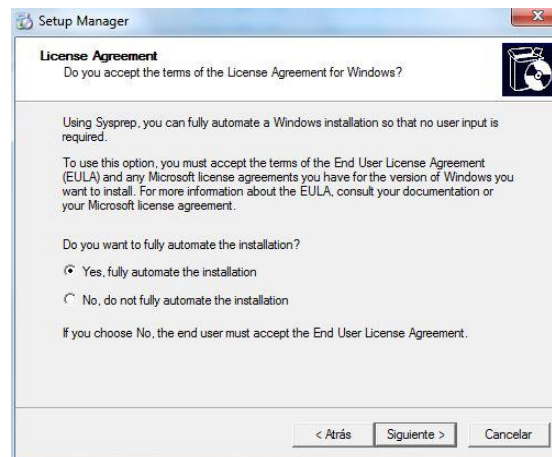 Setup Manager
License Agreement
Do you accept the terms of the License Agreement for Windows?
Using Sysprep, you can fully automate a Windows installation so that no user input is
required.
To use this option, you must accept the terms of the End User License Agreement
(EULA) and any Microsoft license agreements you have for the version of Windows you
want to install. For more information about the EULA, consult your documentation or
your Microsoft license agreement.
Do you want to fully automate the installation?
Yes, fully automate the installation
No, do not fully automate the installation
If you choose No, the end user must accept the End User License Agreement.
< Atrás Siguiente > Cancelar